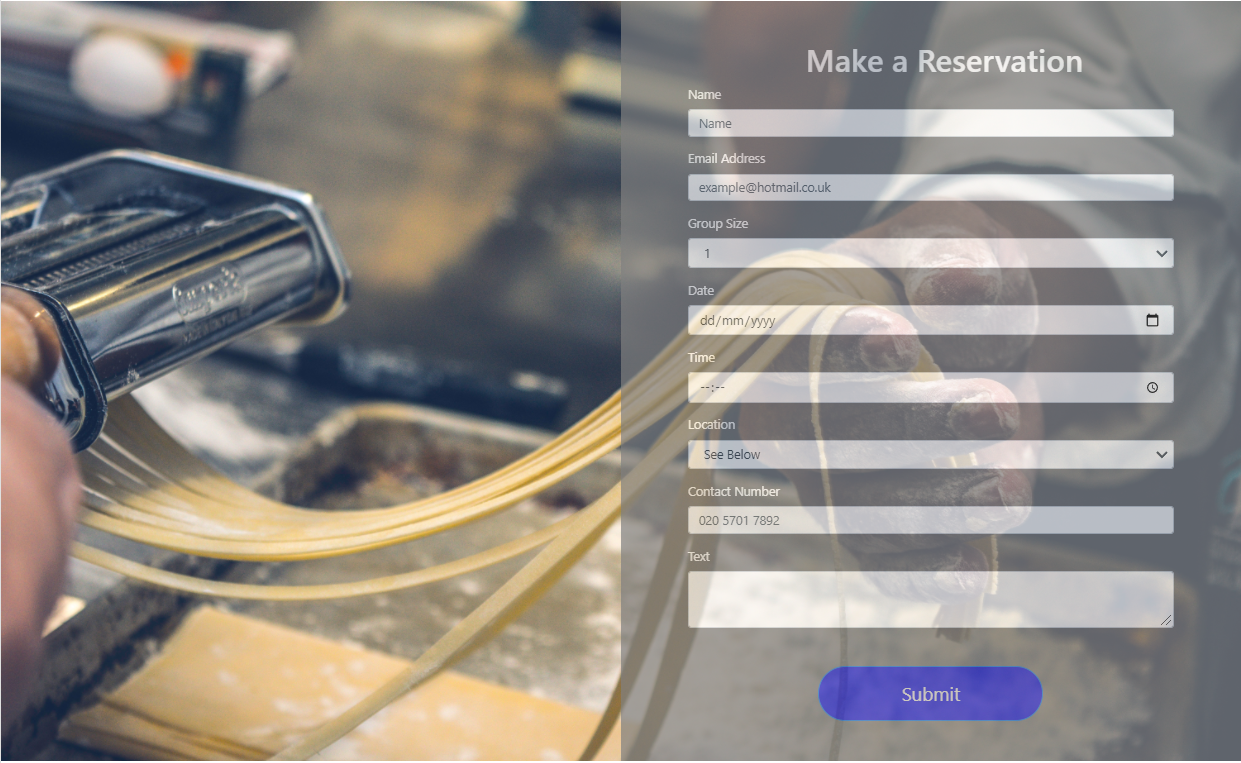 Make a Reservation
Name
Name
Email Address
example@hotmail.co.uk
Group Size
1
Date
dd/mm/yyyy
Time
--:--
Location
See Below
Contact Number
020 5701 7892
Text
Submit